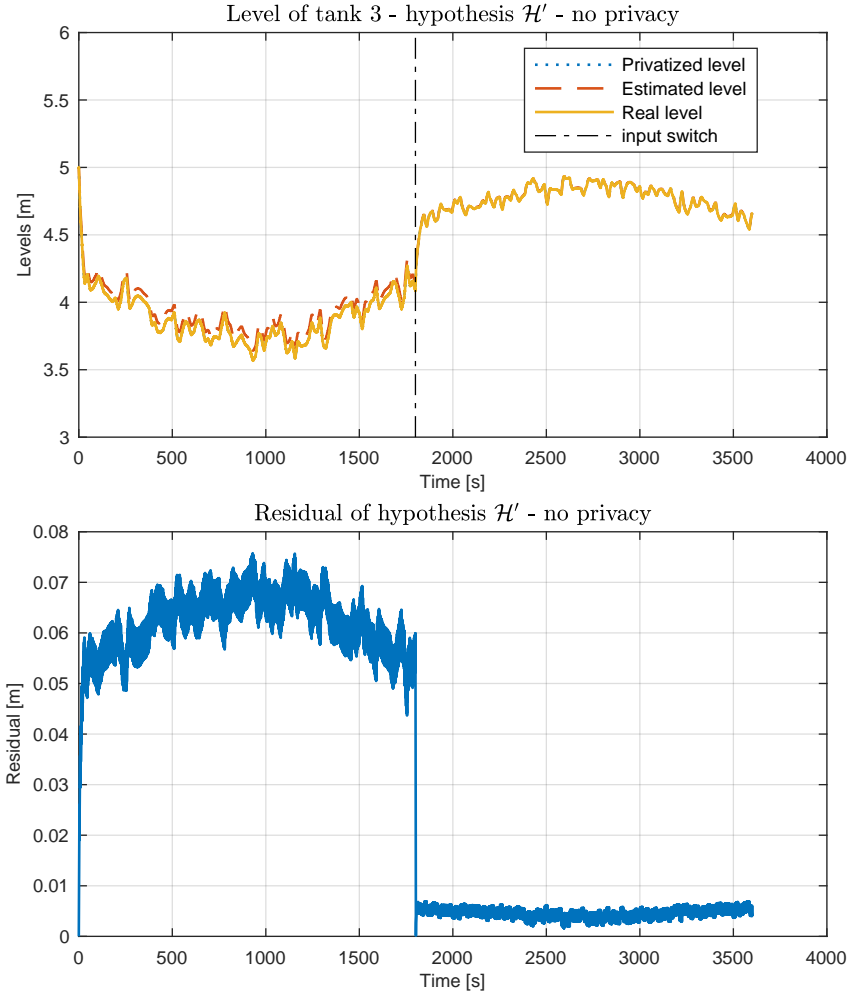 Level of tank 3 - hypothesis ℋ′ - no privacy
6
5.5
5
4.5
4
3.5
3
Levels [m]
Privatized level
Estimated level
Real level
input switch
0 500 1000 1500 2000 2500 3000 3500 4000
Time [s]
Residual of hypothesis ℋ′ - no privacy
0.08
0.07
0.06
0.05
0.04
0.03
0.02
0.01
0
Residual [m]
0 500 1000 1500 2000 2500 3000 3500 4000
Time [s]